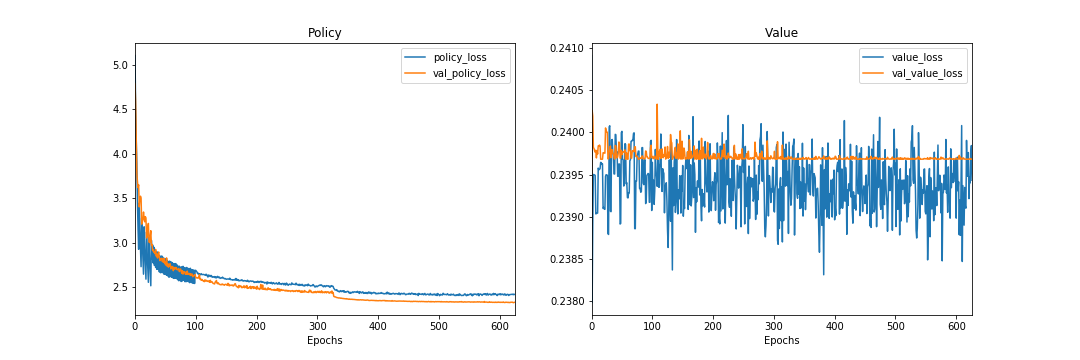 Policy
5.0
4.5
4.0
3.5
3.0
2.5
0 100 200 300 400 500 600
Epochs
policy_loss
val_policy_loss
Value
0.2410
0.2405
0.2400
0.2395
0.2390
0.2385
0.2380
0 100 200 300 400 500 600
Epochs
value_loss
val_value_loss